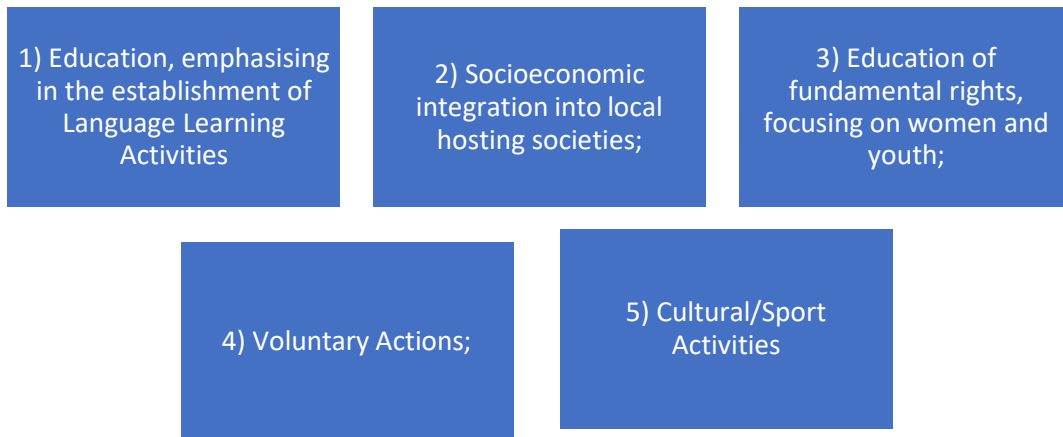 1) Education, emphasising
in the establishment of
Language Learning
Activities
2) Socioeconomic
integration into local
hosting societies;
3) Education of
fundamental rights,
focusing on women and
youth;
4) Voluntary Actions;
5) Cultural/Sport
Activities